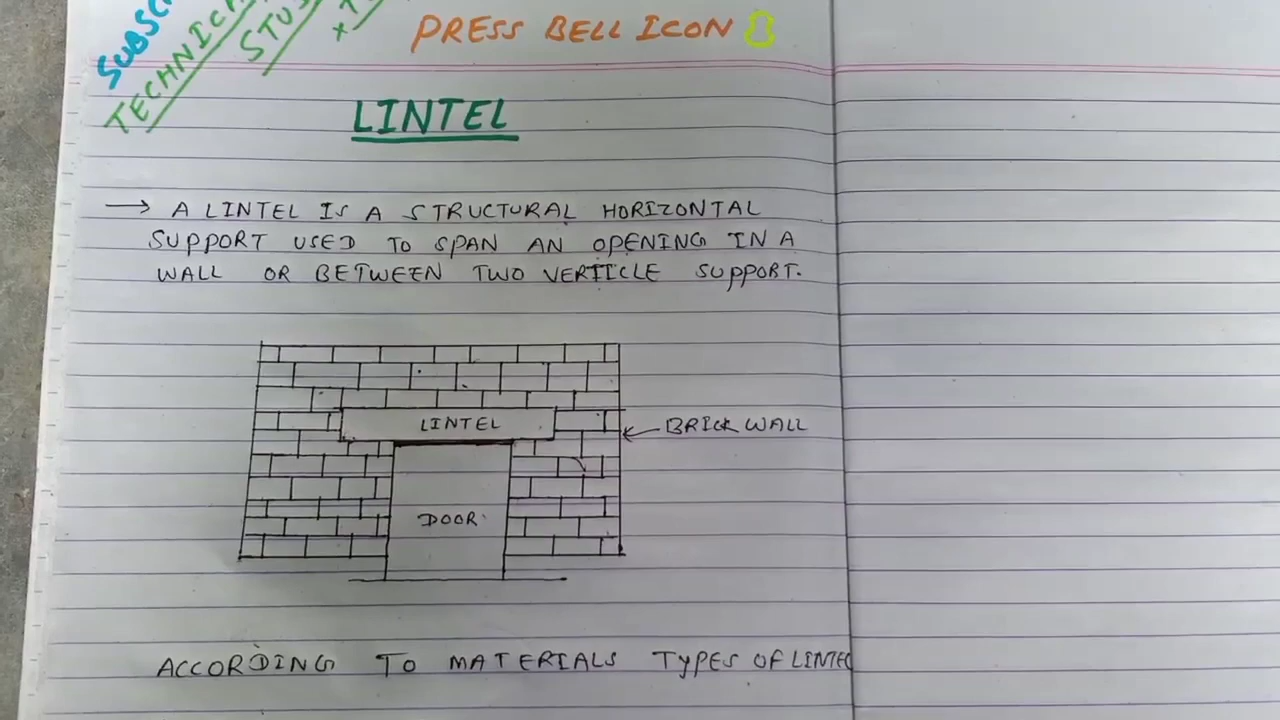 PRESS BELL ICON
TECHNICAL
LINTEL
→ A LINTEL IS A STRUCTURAL HORIZONTAL
SUPPORT USED TO SPAN AN OPENING IN A
WALL OR BETWEEN TWO VERTICLE SUPPORT.
LINTEL
BRICK WALL
DOOR
ACCORDING TO MATERIALS TYPES OF LINTEL